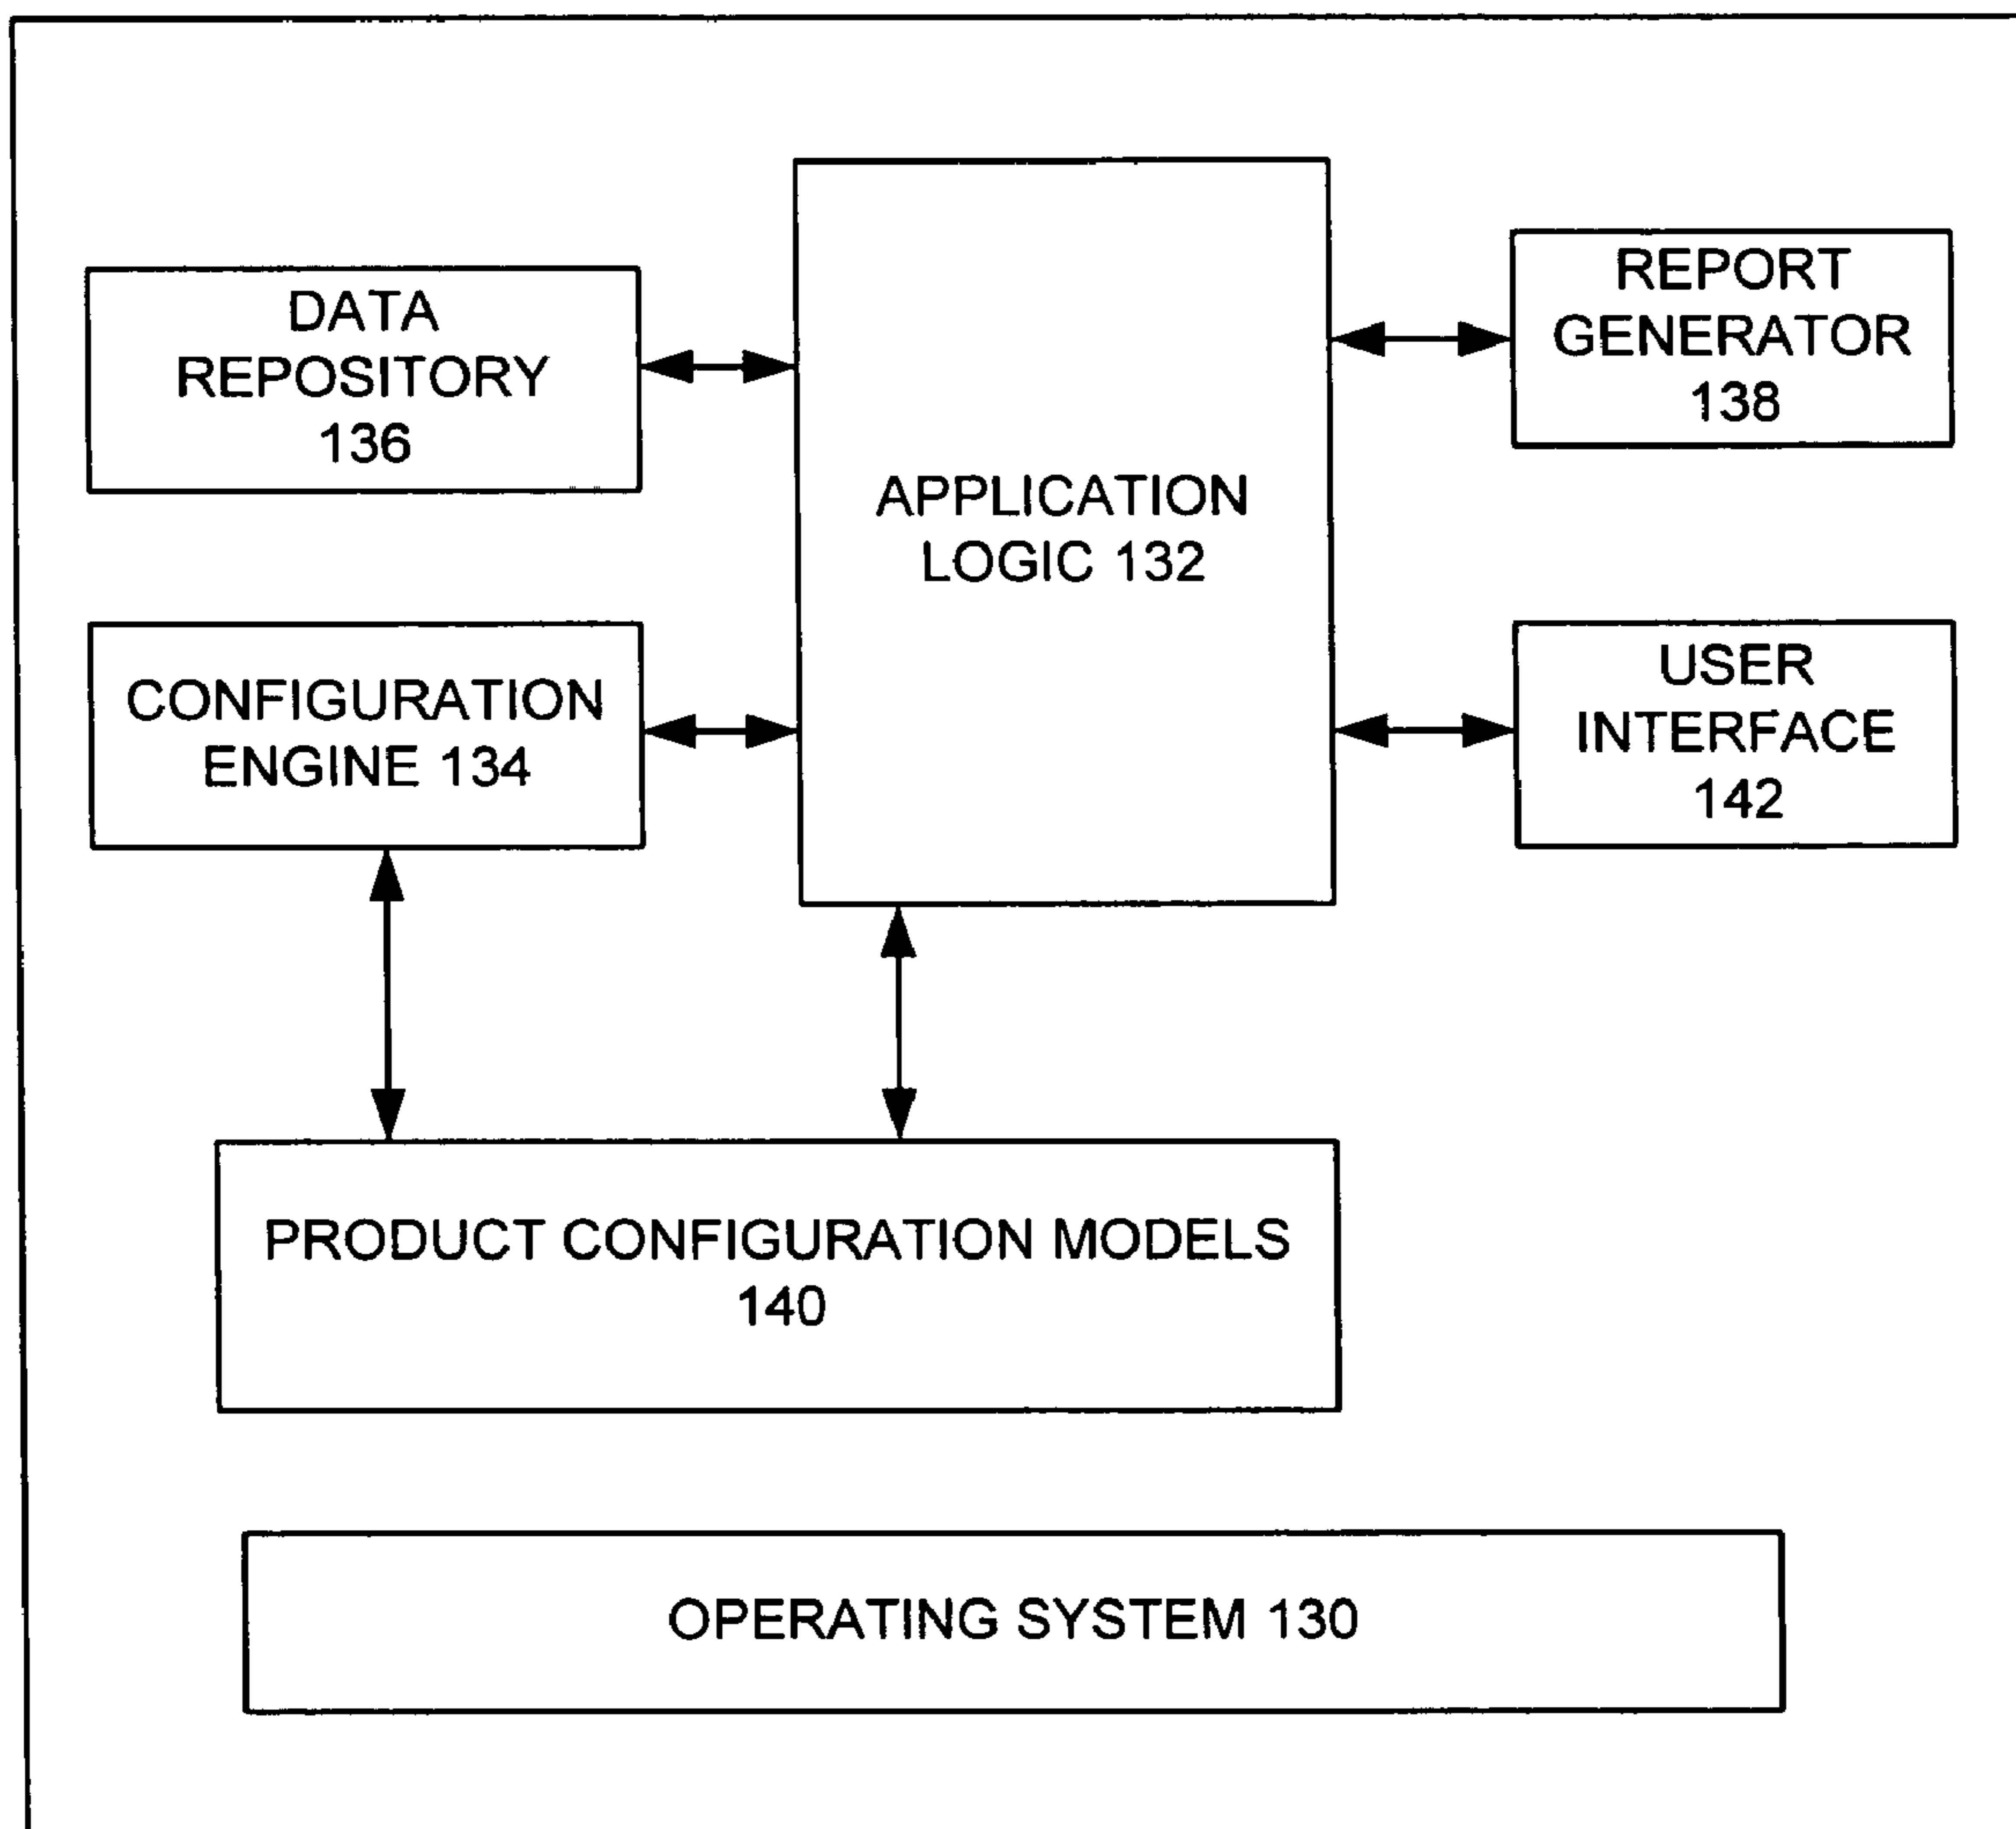 DATA
REPOSITORY
136
APPLICATION
LOGIC 132
REPORT
GENERATOR
138
CONFIGURATION
ENGINE 134
USER
INTERFACE
142
PRODUCT CONFIGURATION MODELS
140
OPERATING SYSTEM 130